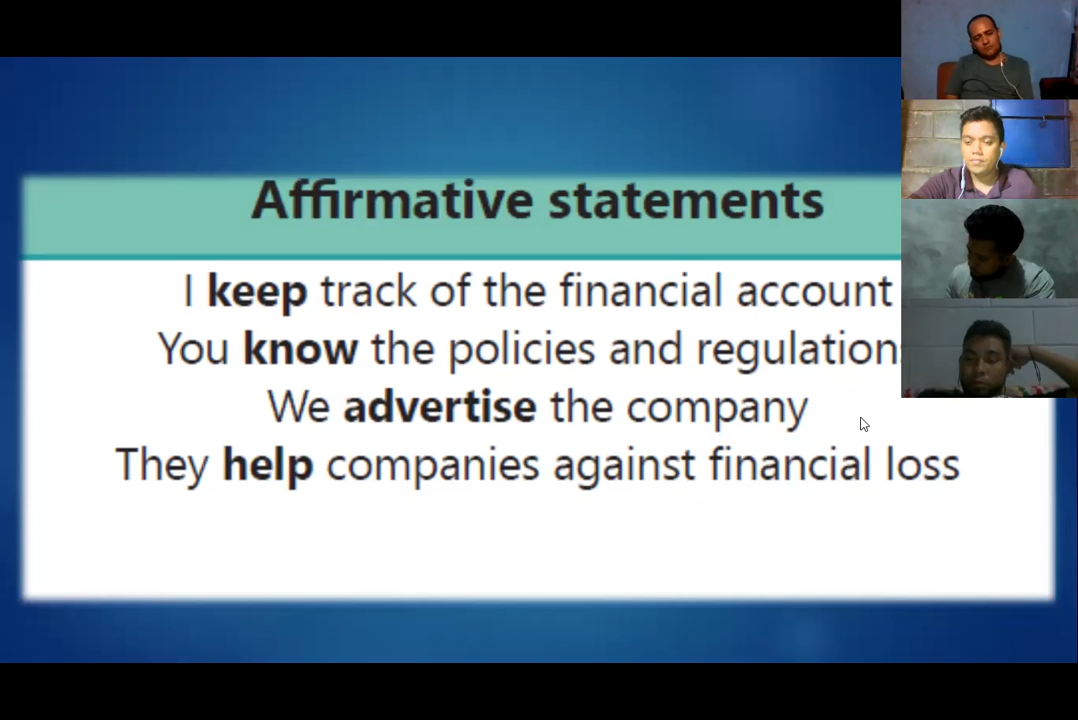 Affirmative statements
I keep track of the financial account
You know the policies and regulation
We advertise the company
They help companies against financial loss